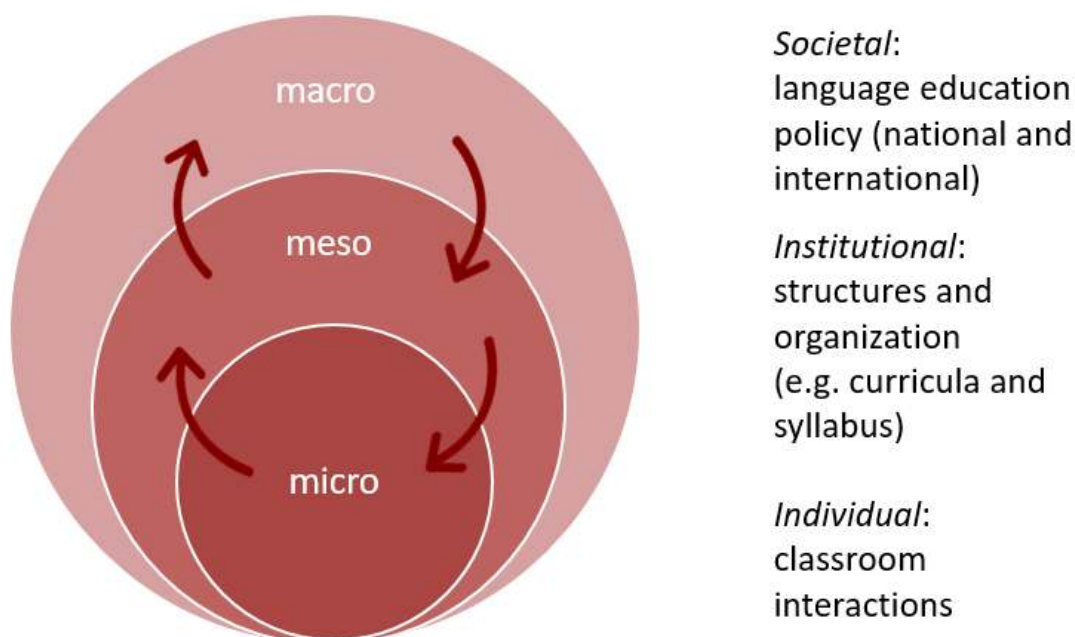 macro
meso
micro
Societal:
language education
policy (national and
international)
Institutional:
structures and
organization
(e.g. curricula and
syllabus)
Individual:
classroom
interactions